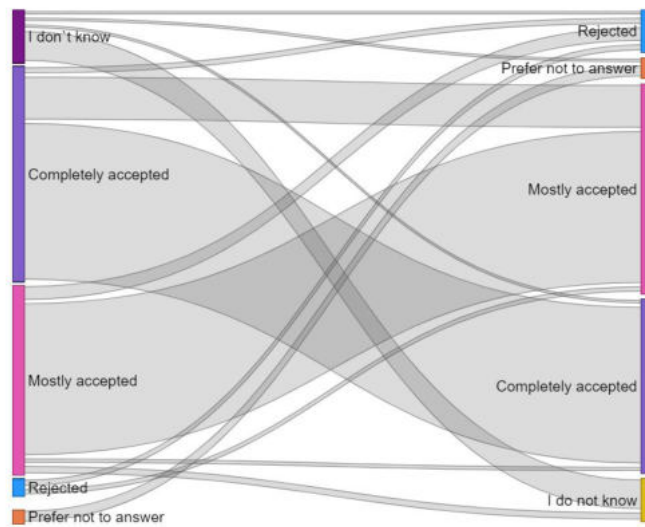 I don`t know
Completely accepted
Mostly accepted
Rejected
Prefer not to answer
Rejected
Prefer not to answer
Mostly accepted
Completely accepted
I do not know